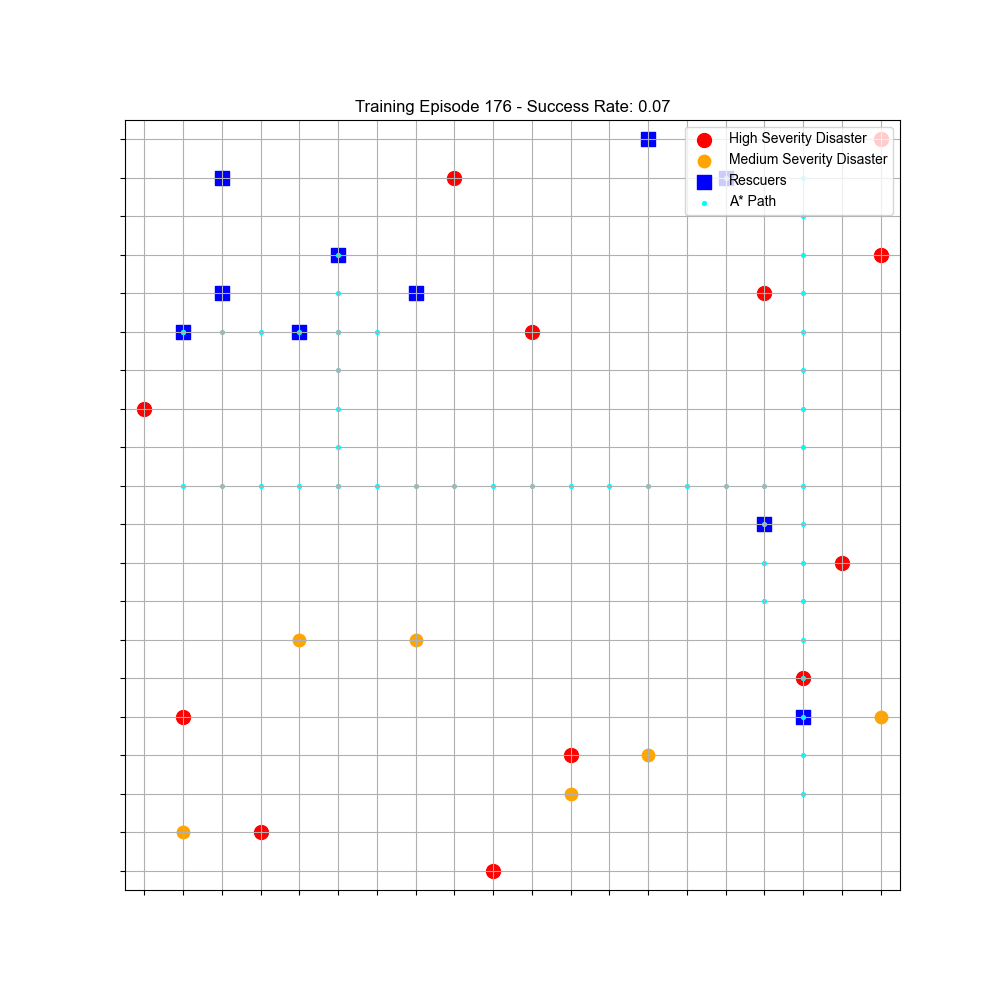 Training Episode 176 - Success Rate: 0.07
High Severity Disaster
Medium Severity Disaster
Rescuers
A* Path